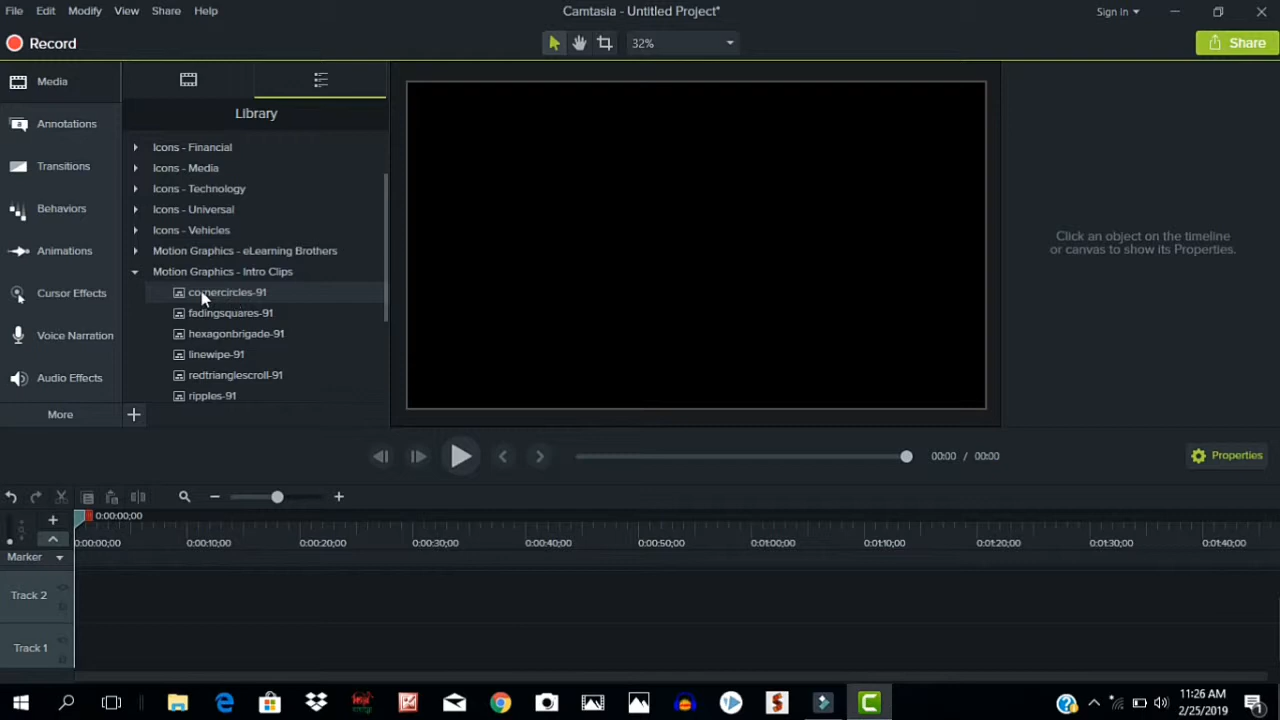 File Edit Modify View Share Help
Camtasia - Untitled Project*
Sign In
Record
32%
Share
Media
Annotations
Transitions
Behaviors
Animations
Cursor Effects
Voice Narration
Audio Effects
More
Library
Icons - Financial
Icons - Media
Icons - Technology
Icons - Universal
Icons - Vehicles
Motion Graphics - eLearning Brothers
Motion Graphics - Intro Clips
cornercircles-91
fadingsquares-91
hexagonbrigade-91
linewipe-91
redtrianglescroll-91
ripples-91
Click an object on the timeline
or canvas to show its Properties.
00:00 / 00:00
Properties
0:00:00;00
0:00:00;00 0:00:10;00 0:00:20;00 0:00:30;00 0:00:40;00 0:00:50;00 0:01:00;00 0:01:10;00 0:01:20;00 0:01:30;00 0:01:40;00
Marker
Track 2
Track 1
11:26 AM
2/25/2019